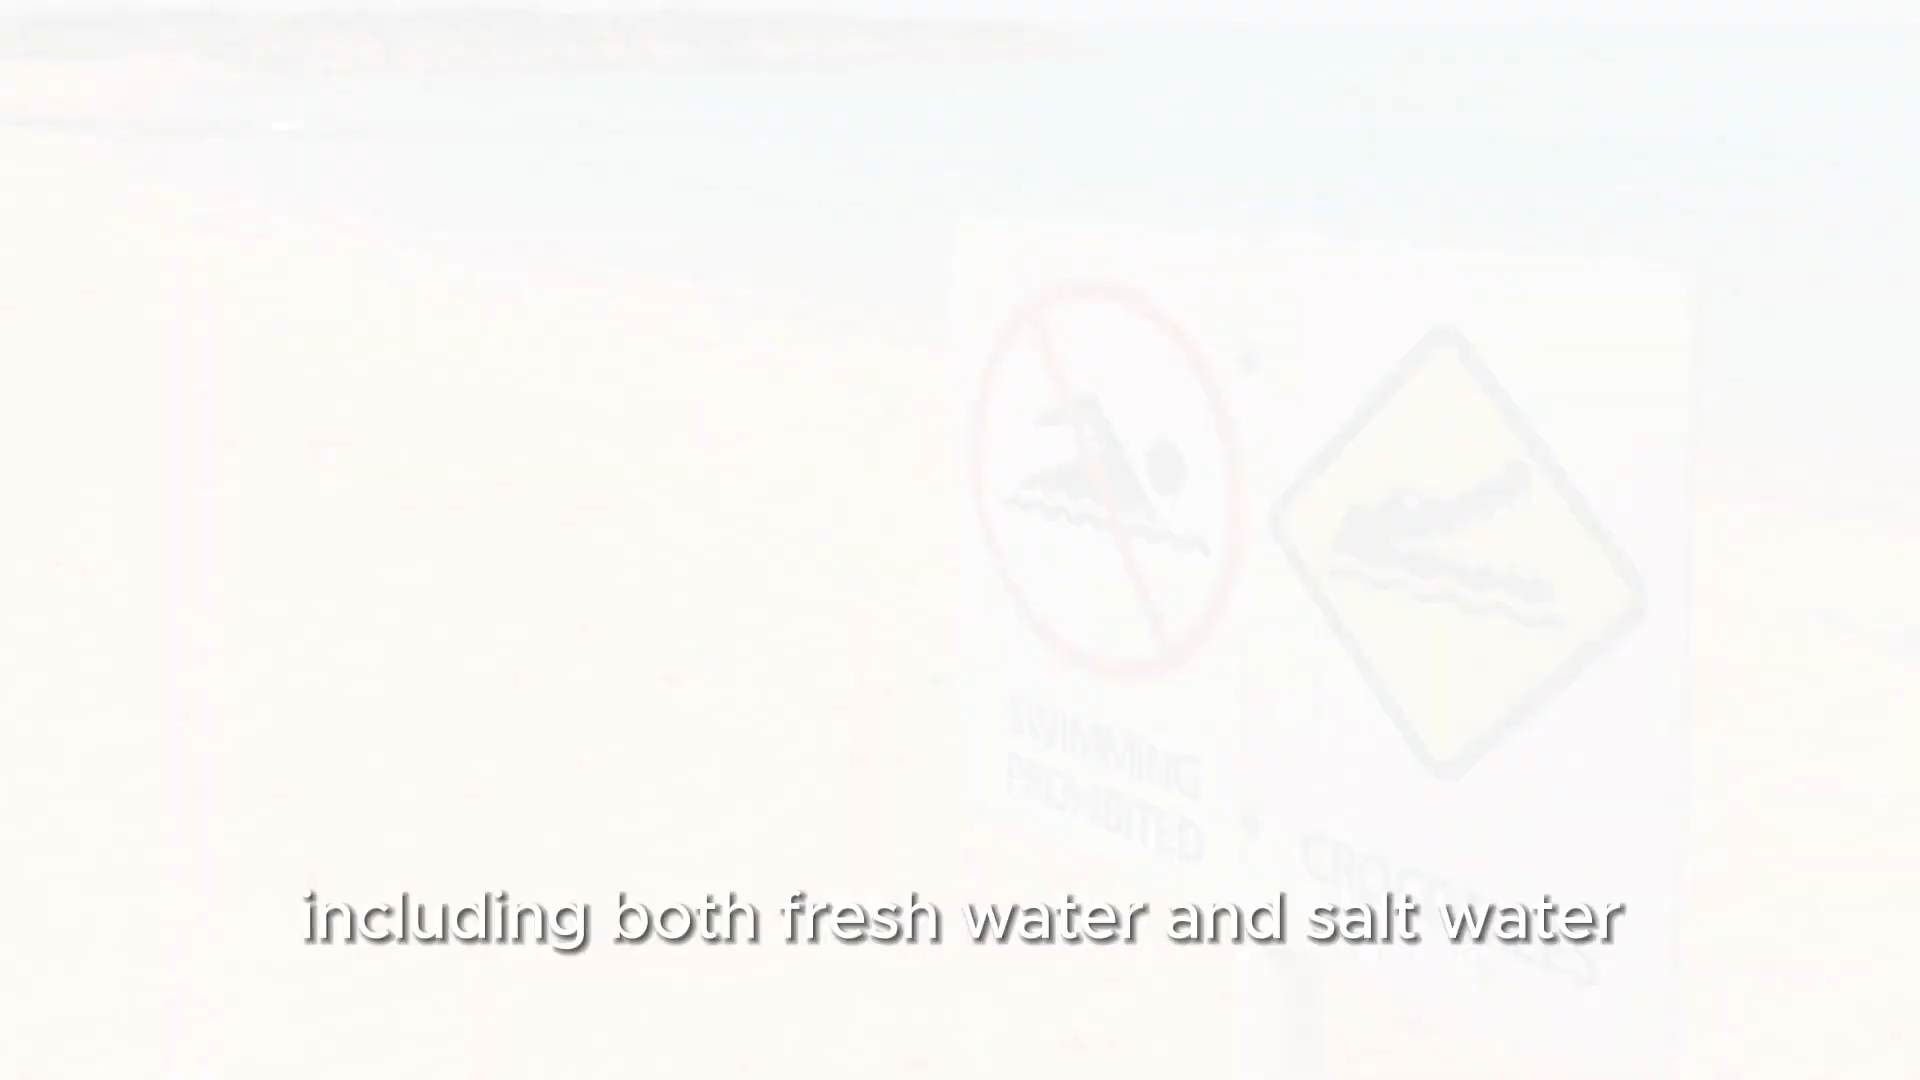 SWIMMING
PROHIBITED
including both fresh water and salt water